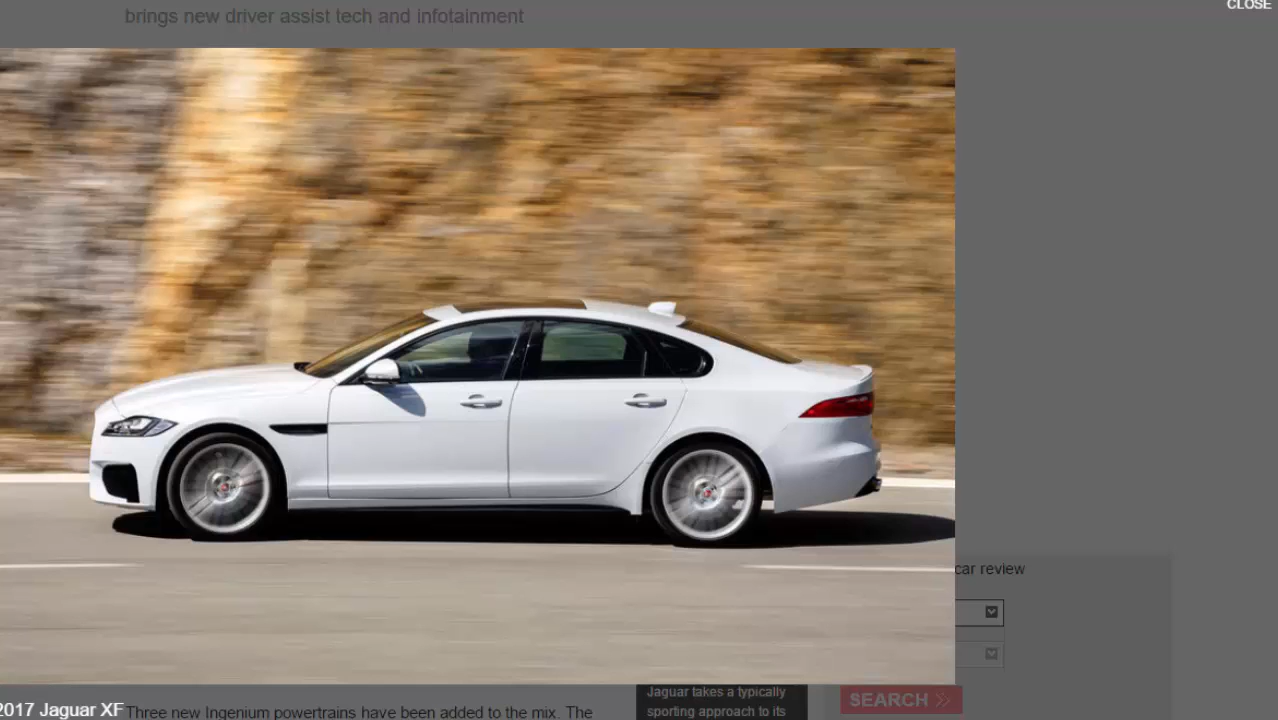 brings new driver assist tech and infotainment
CLOSE
car review
Jaguar takes a typically
sporting approach to its
SEARCH
2017 Jaguar XF
Three new Ingenium powertrains have been added to the mix. The